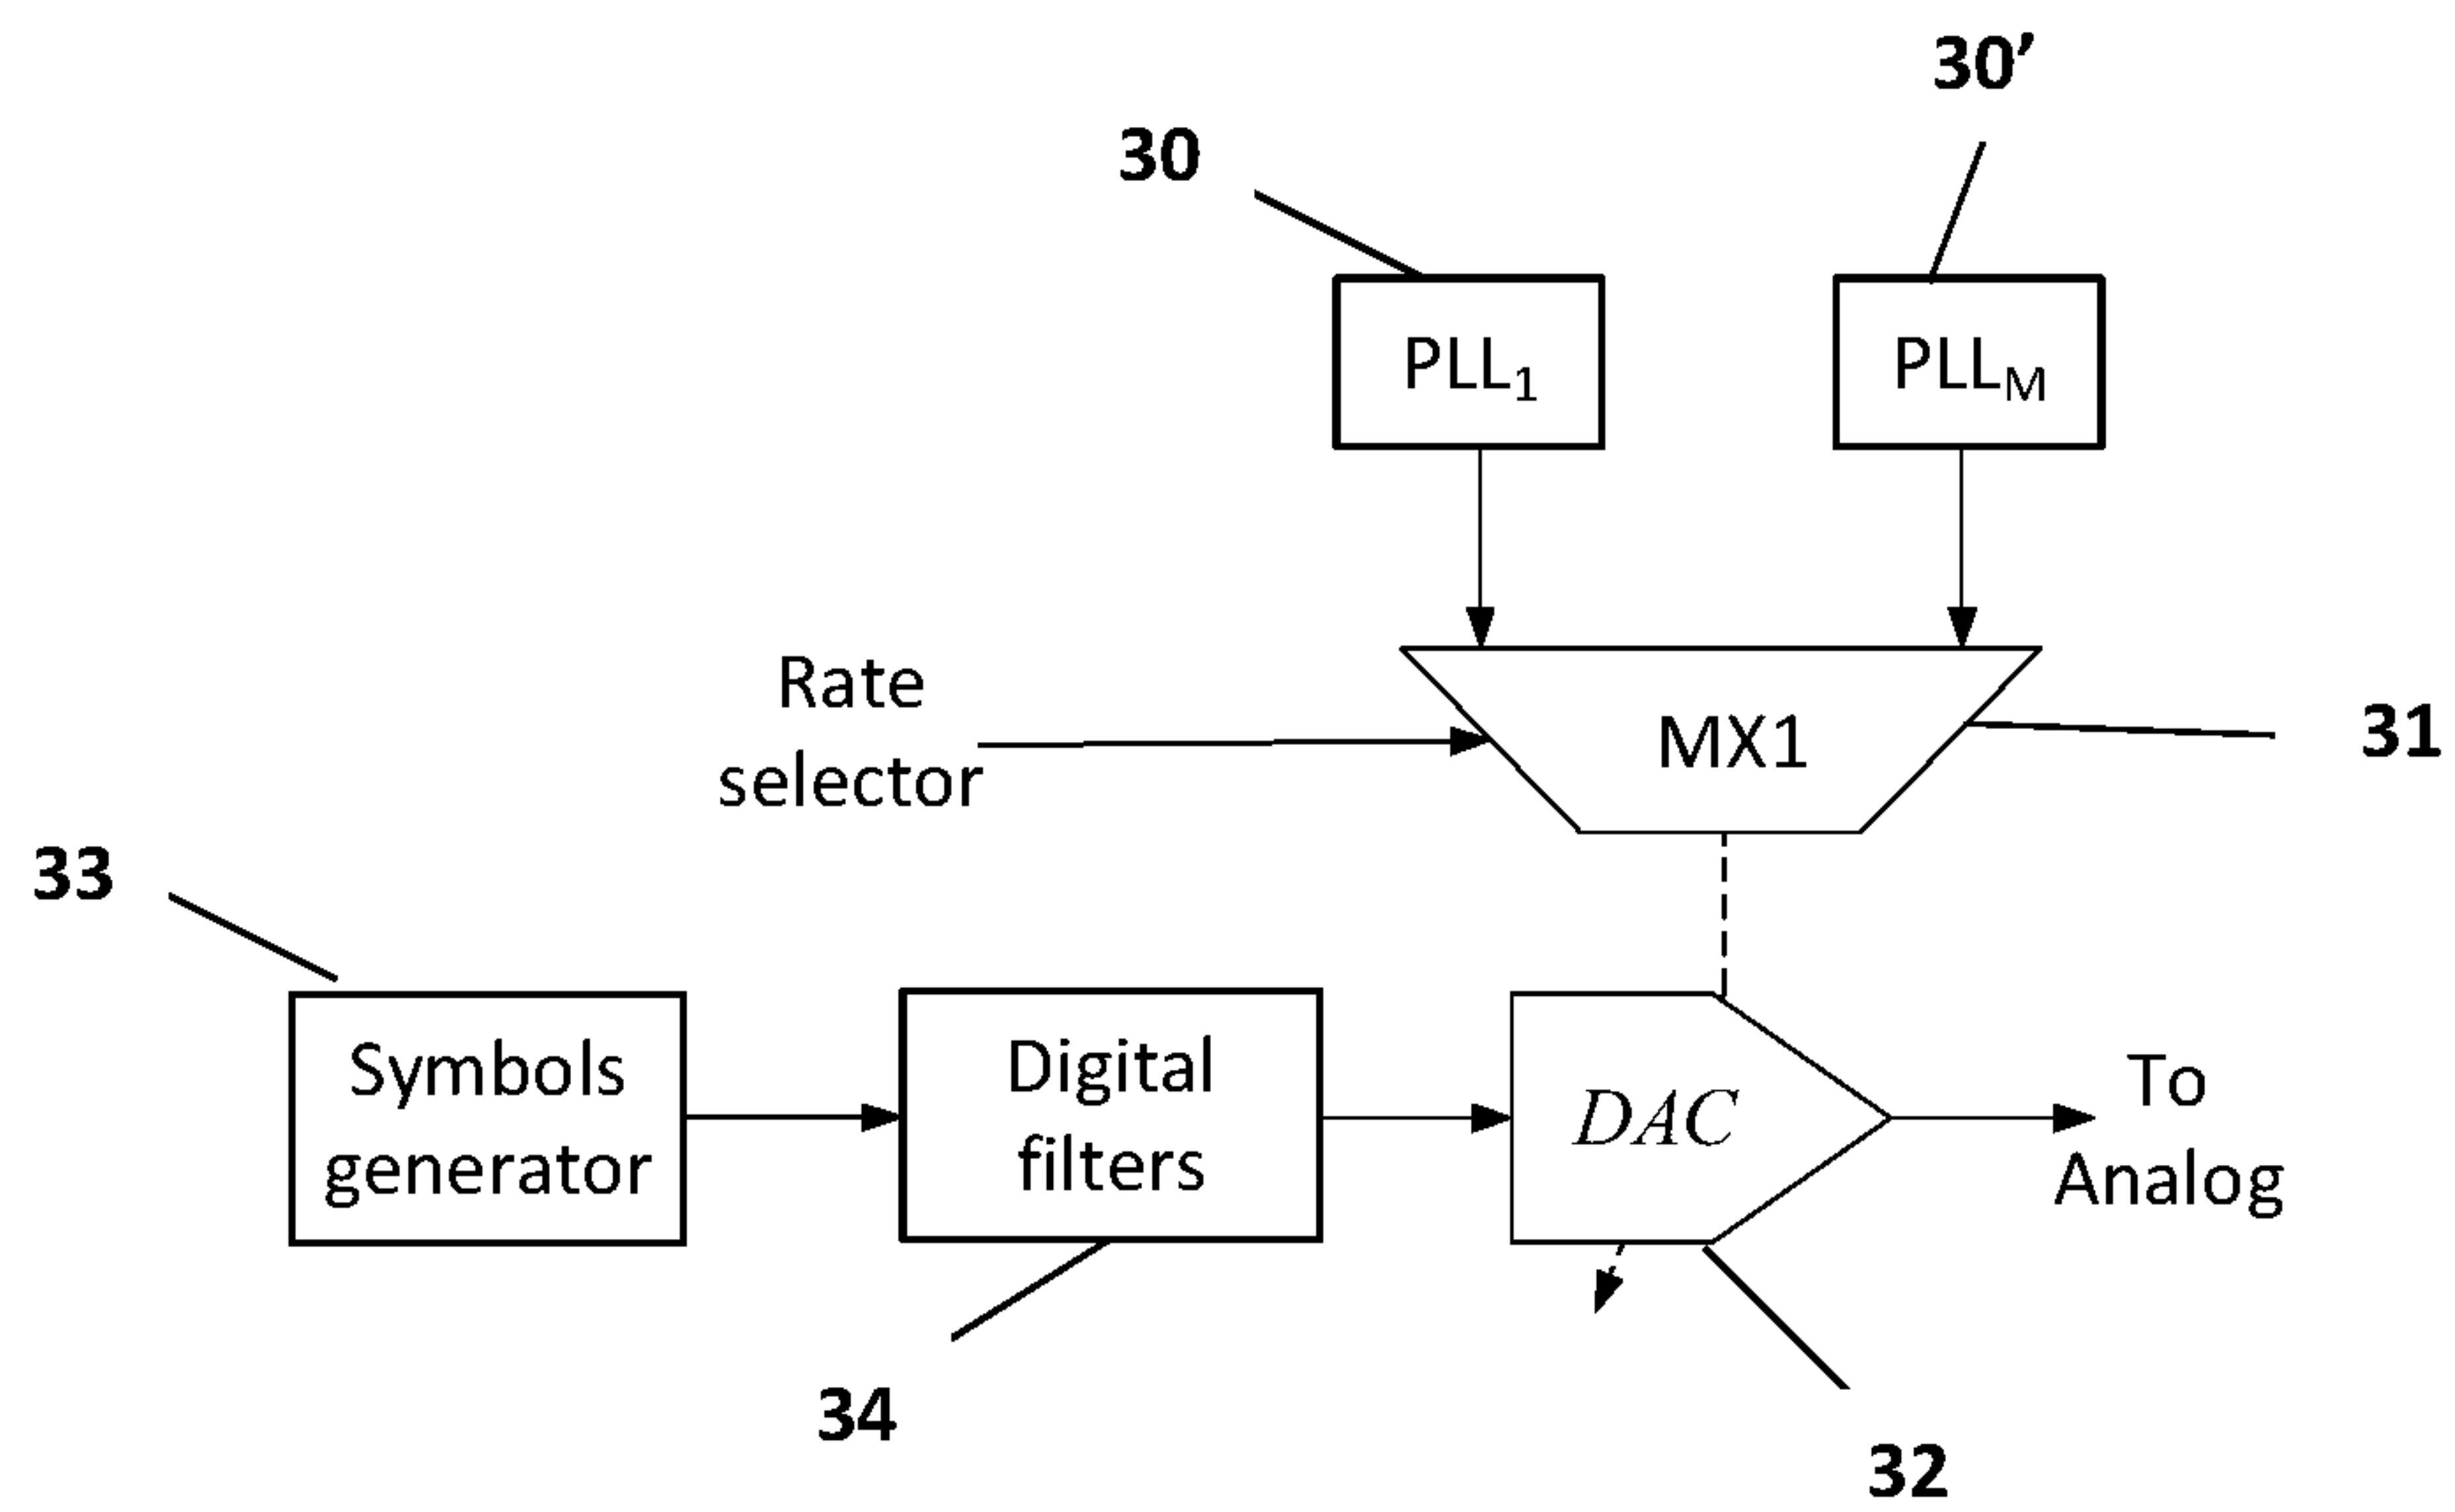 30’
30
PLL₁
PLLM
Rate
selector
MX1
31
33
Symbols
generator
Digital
filters
DAC
To
Analog
34
32